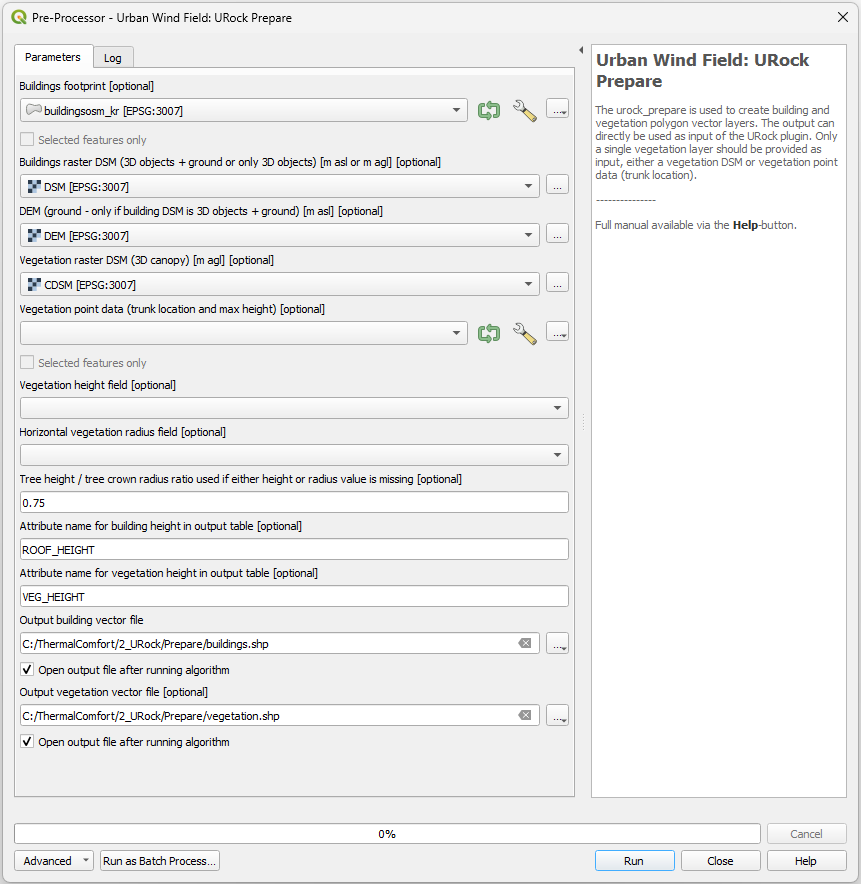 Pre-Processor - Urban Wind Field: URock Prepare
Parameters
Log
Buildings footprint [optional]
buildingsosm_kr [EPSG:3007]
...
Selected features only
Buildings raster DSM (3D objects + ground or only 3D objects) [m asl or m agl] [optional]
DSM [EPSG:3007]
...
DEM (ground - only if building DSM is 3D objects + ground) [m asl] [optional]
DEM [EPSG:3007]
...
Vegetation raster DSM (3D canopy) [m agl] [optional]
CDSM [EPSG:3007]
...
Vegetation point data (trunk location and max height) [optional]
...
Selected features only
Vegetation height field [optional]
Horizontal vegetation radius field [optional]
Tree height / tree crown radius ratio used if either height or radius value is missing [optional]
0.75
Attribute name for building height in output table [optional]
ROOF_HEIGHT
Attribute name for vegetation height in output table [optional]
VEG_HEIGHT
Output building vector file
C:/ThermalComfort/2_URock/Prepare/buildings.shp
...
Open output file after running algorithm
Output vegetation vector file [optional]
C:/ThermalComfort/2_URock/Prepare/vegetation.shp
...
Open output file after running algorithm
Urban Wind Field: URock
Prepare
The urock_prepare is used to create building and
vegetation polygon vector layers. The output can
directly be used as input of the URock plugin. Only
a single vegetation layer should be provided as
input, either a vegetation DSM or vegetation point
data (trunk location).
---------------
Full manual available via the Help-button.
0%
Cancel
Advanced
Run as Batch Process...
Run
Close
Help